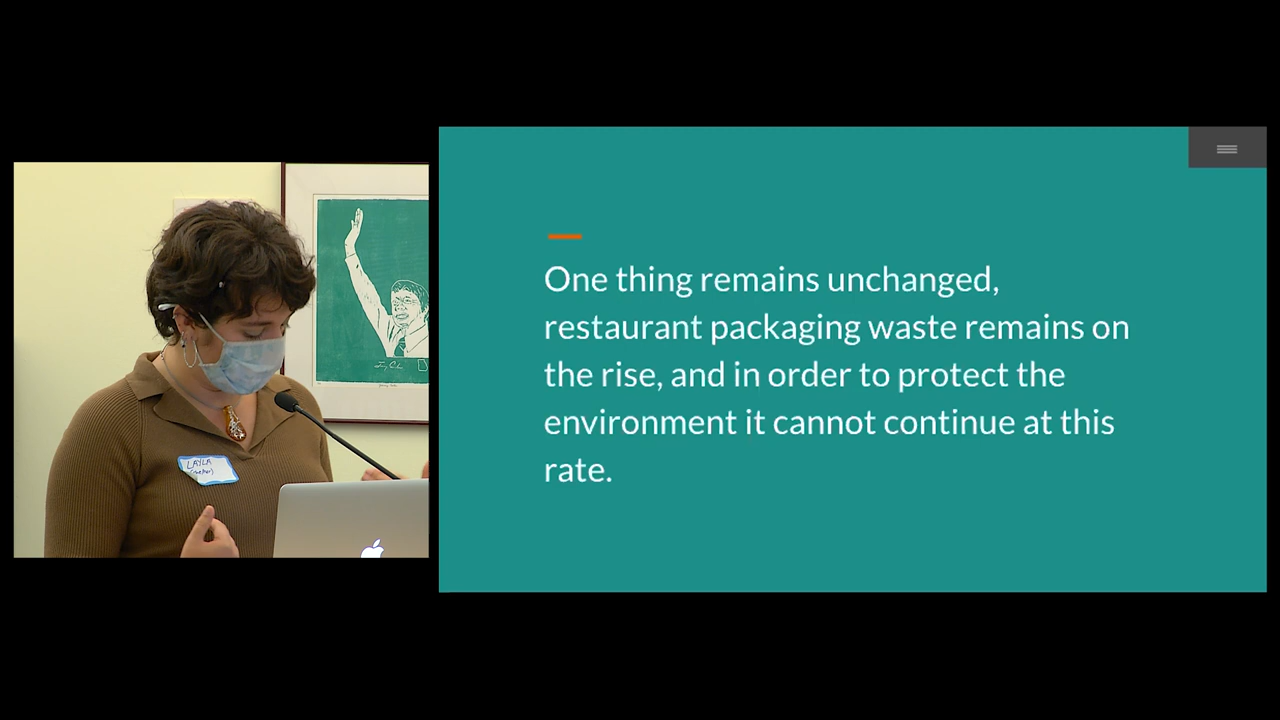 LAYLA
One thing remains unchanged,
restaurant packaging waste remains on
the rise, and in order to protect the
environment it cannot continue at this
rate.